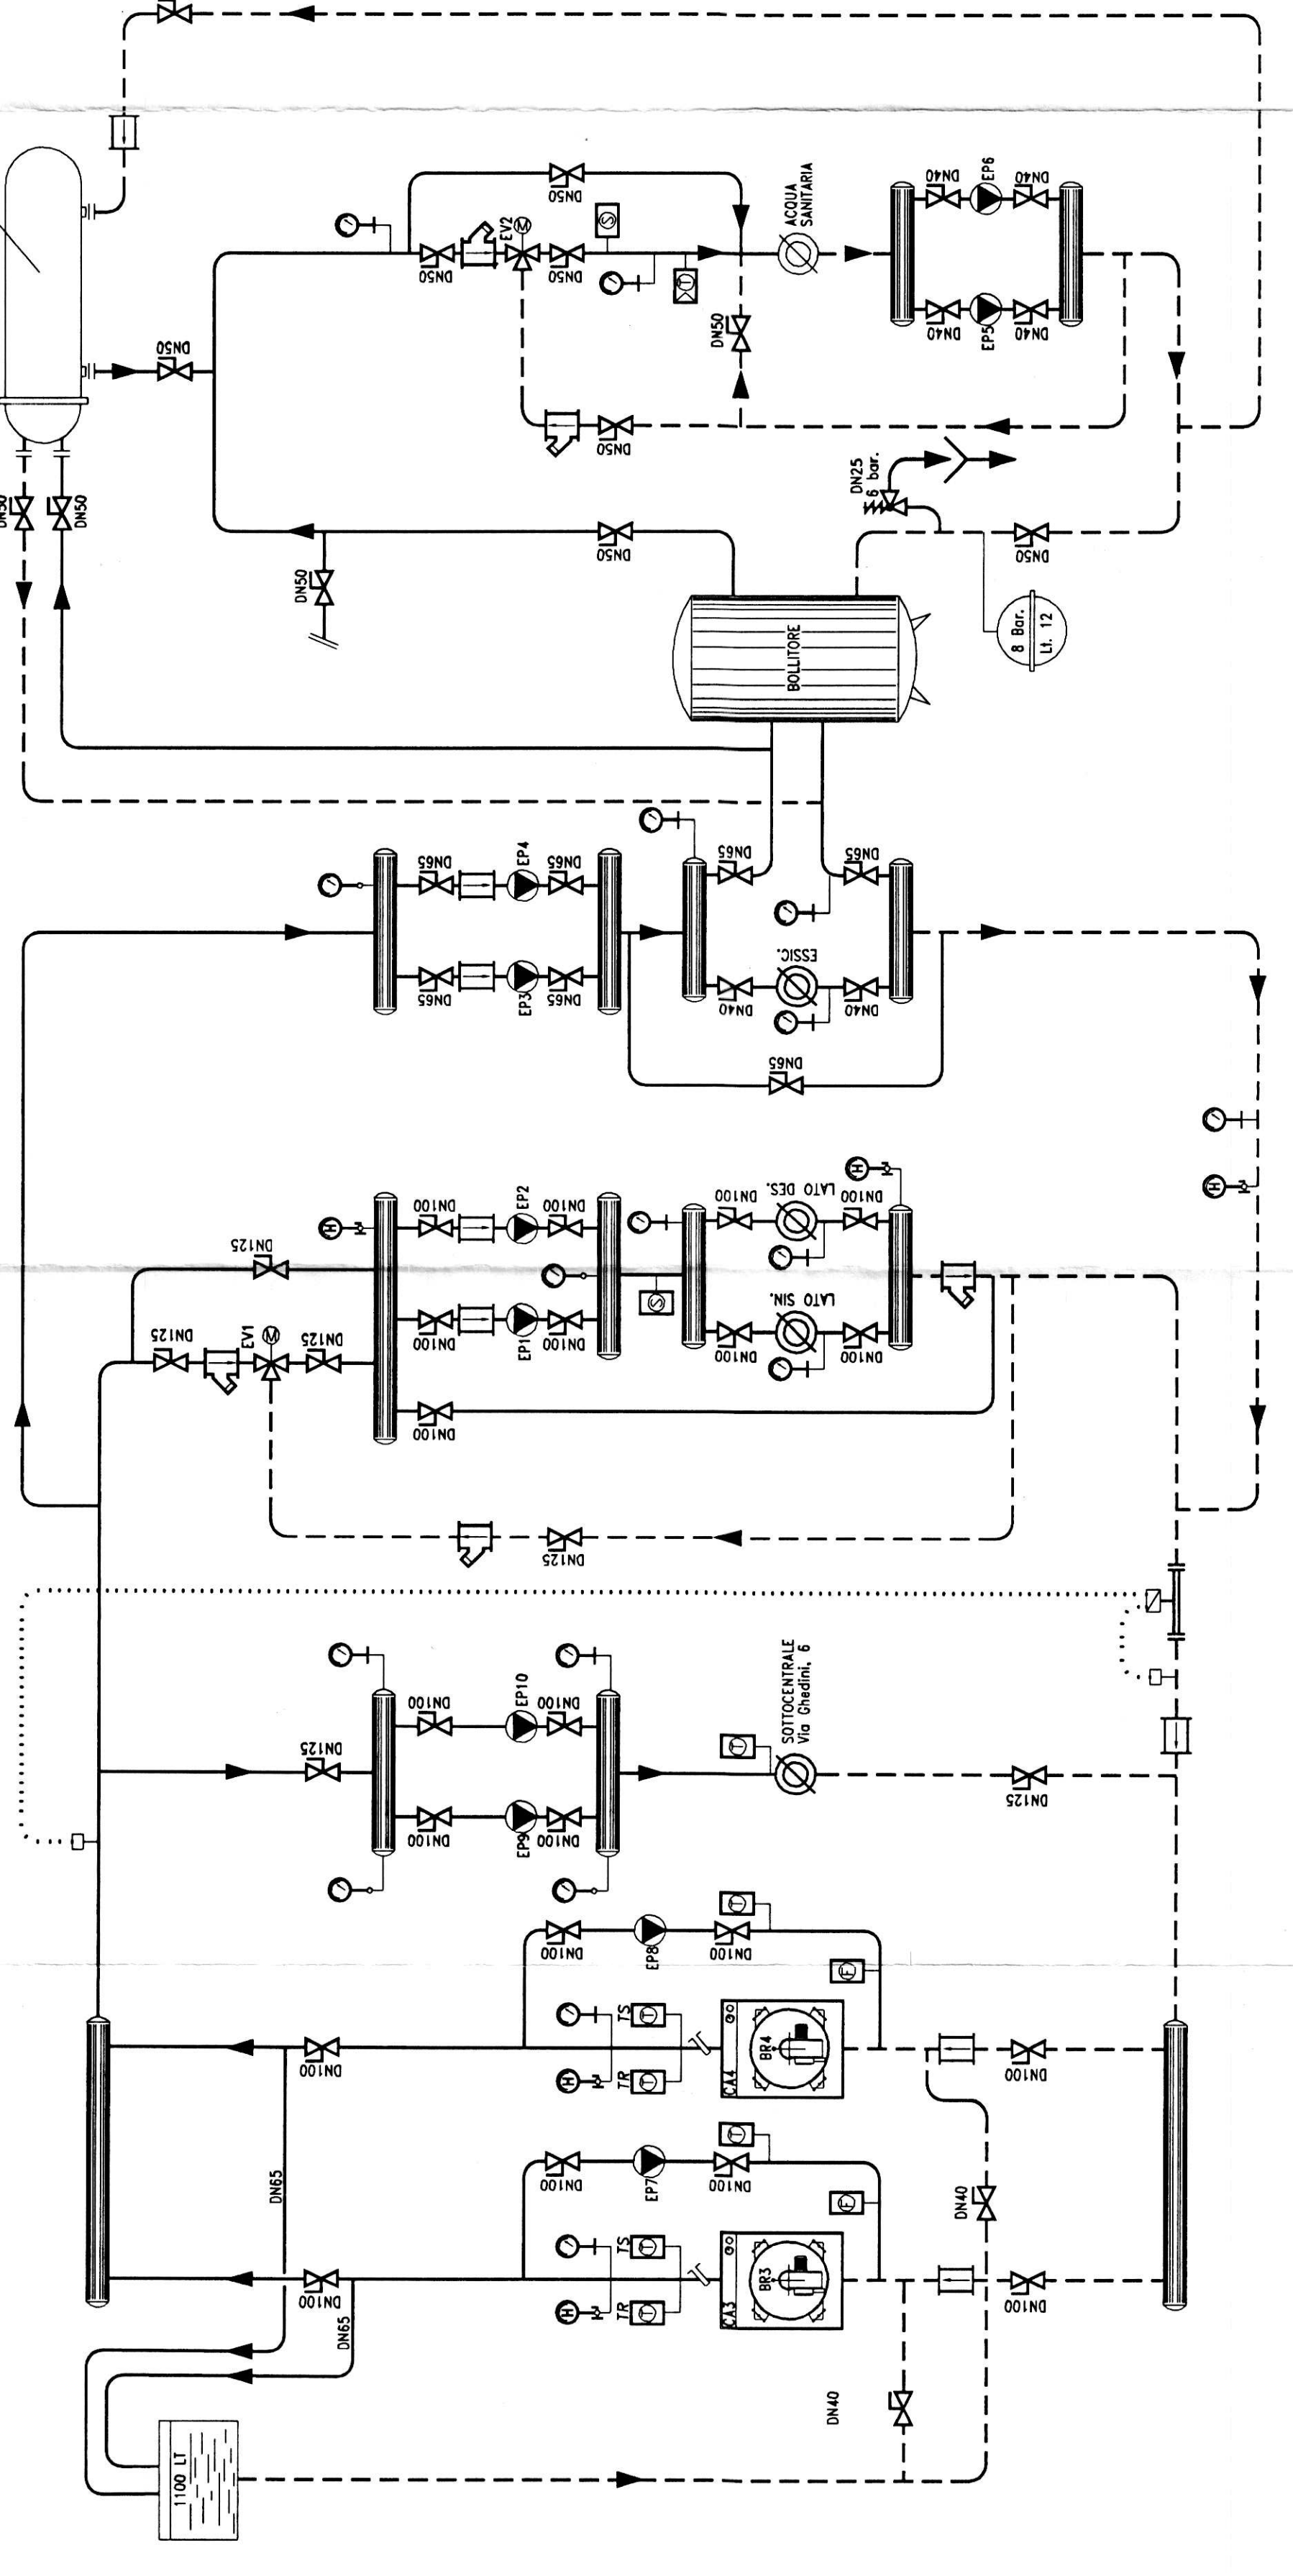 DN50
DN50
DN50
DN50
DN50
EV2
M
DN50
S
T
DN50
ACQUA
SANITARIA
DN40
EP6
DN40
DN40
EP5
DN40
DN50
DN50
DN25
6 bar.
DN50
DN50
DN50
8 Bar.
Lt. 12
BOLLITORE
DN65
EP4
DN65
DN65
EP3
DN65
DN65
DN65
ESSIC.
DN40
DN40
DN65
DN125
DN125
EV1
M
DN125
H
DN100
EP2
DN100
DN100
EP1
DN100
DN100
S
DN100
LATO DES.
DN100
H
DN100
LATO SIN.
DN100
H
DN125
DN125
DN100
EP10
DN100
DN100
EP9
DN100
T
SOTTOCENTRALE
Via Ghedini, 6
DN125
DN100
EP8
DN100
T
F
DN100
H
TS
T
TR
T
CA4
BR4
DN100
DN65
DN100
EP7
DN100
T
F
DN100
DN65
H
TS
T
TR
T
CA3
BR3
DN40
DN100
DN40
1100 LT